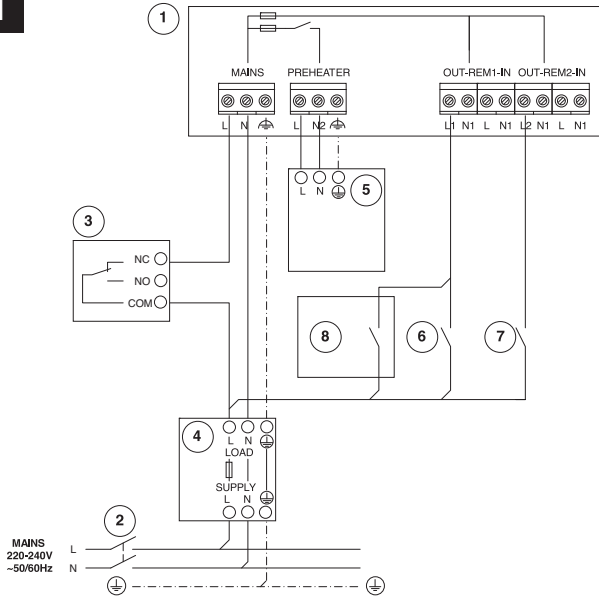 1
MAINS PREHEATER OUT-REM1-IN OUT-REM2-IN
L N L N2 L1 N1 L N1 L2 N1 L N1
L N
5
3
NC
NO
COM
8 6 7
4
L N
LOAD
SUPPLY
L N
2
MAINS
220-240V
~50/60Hz
L
N